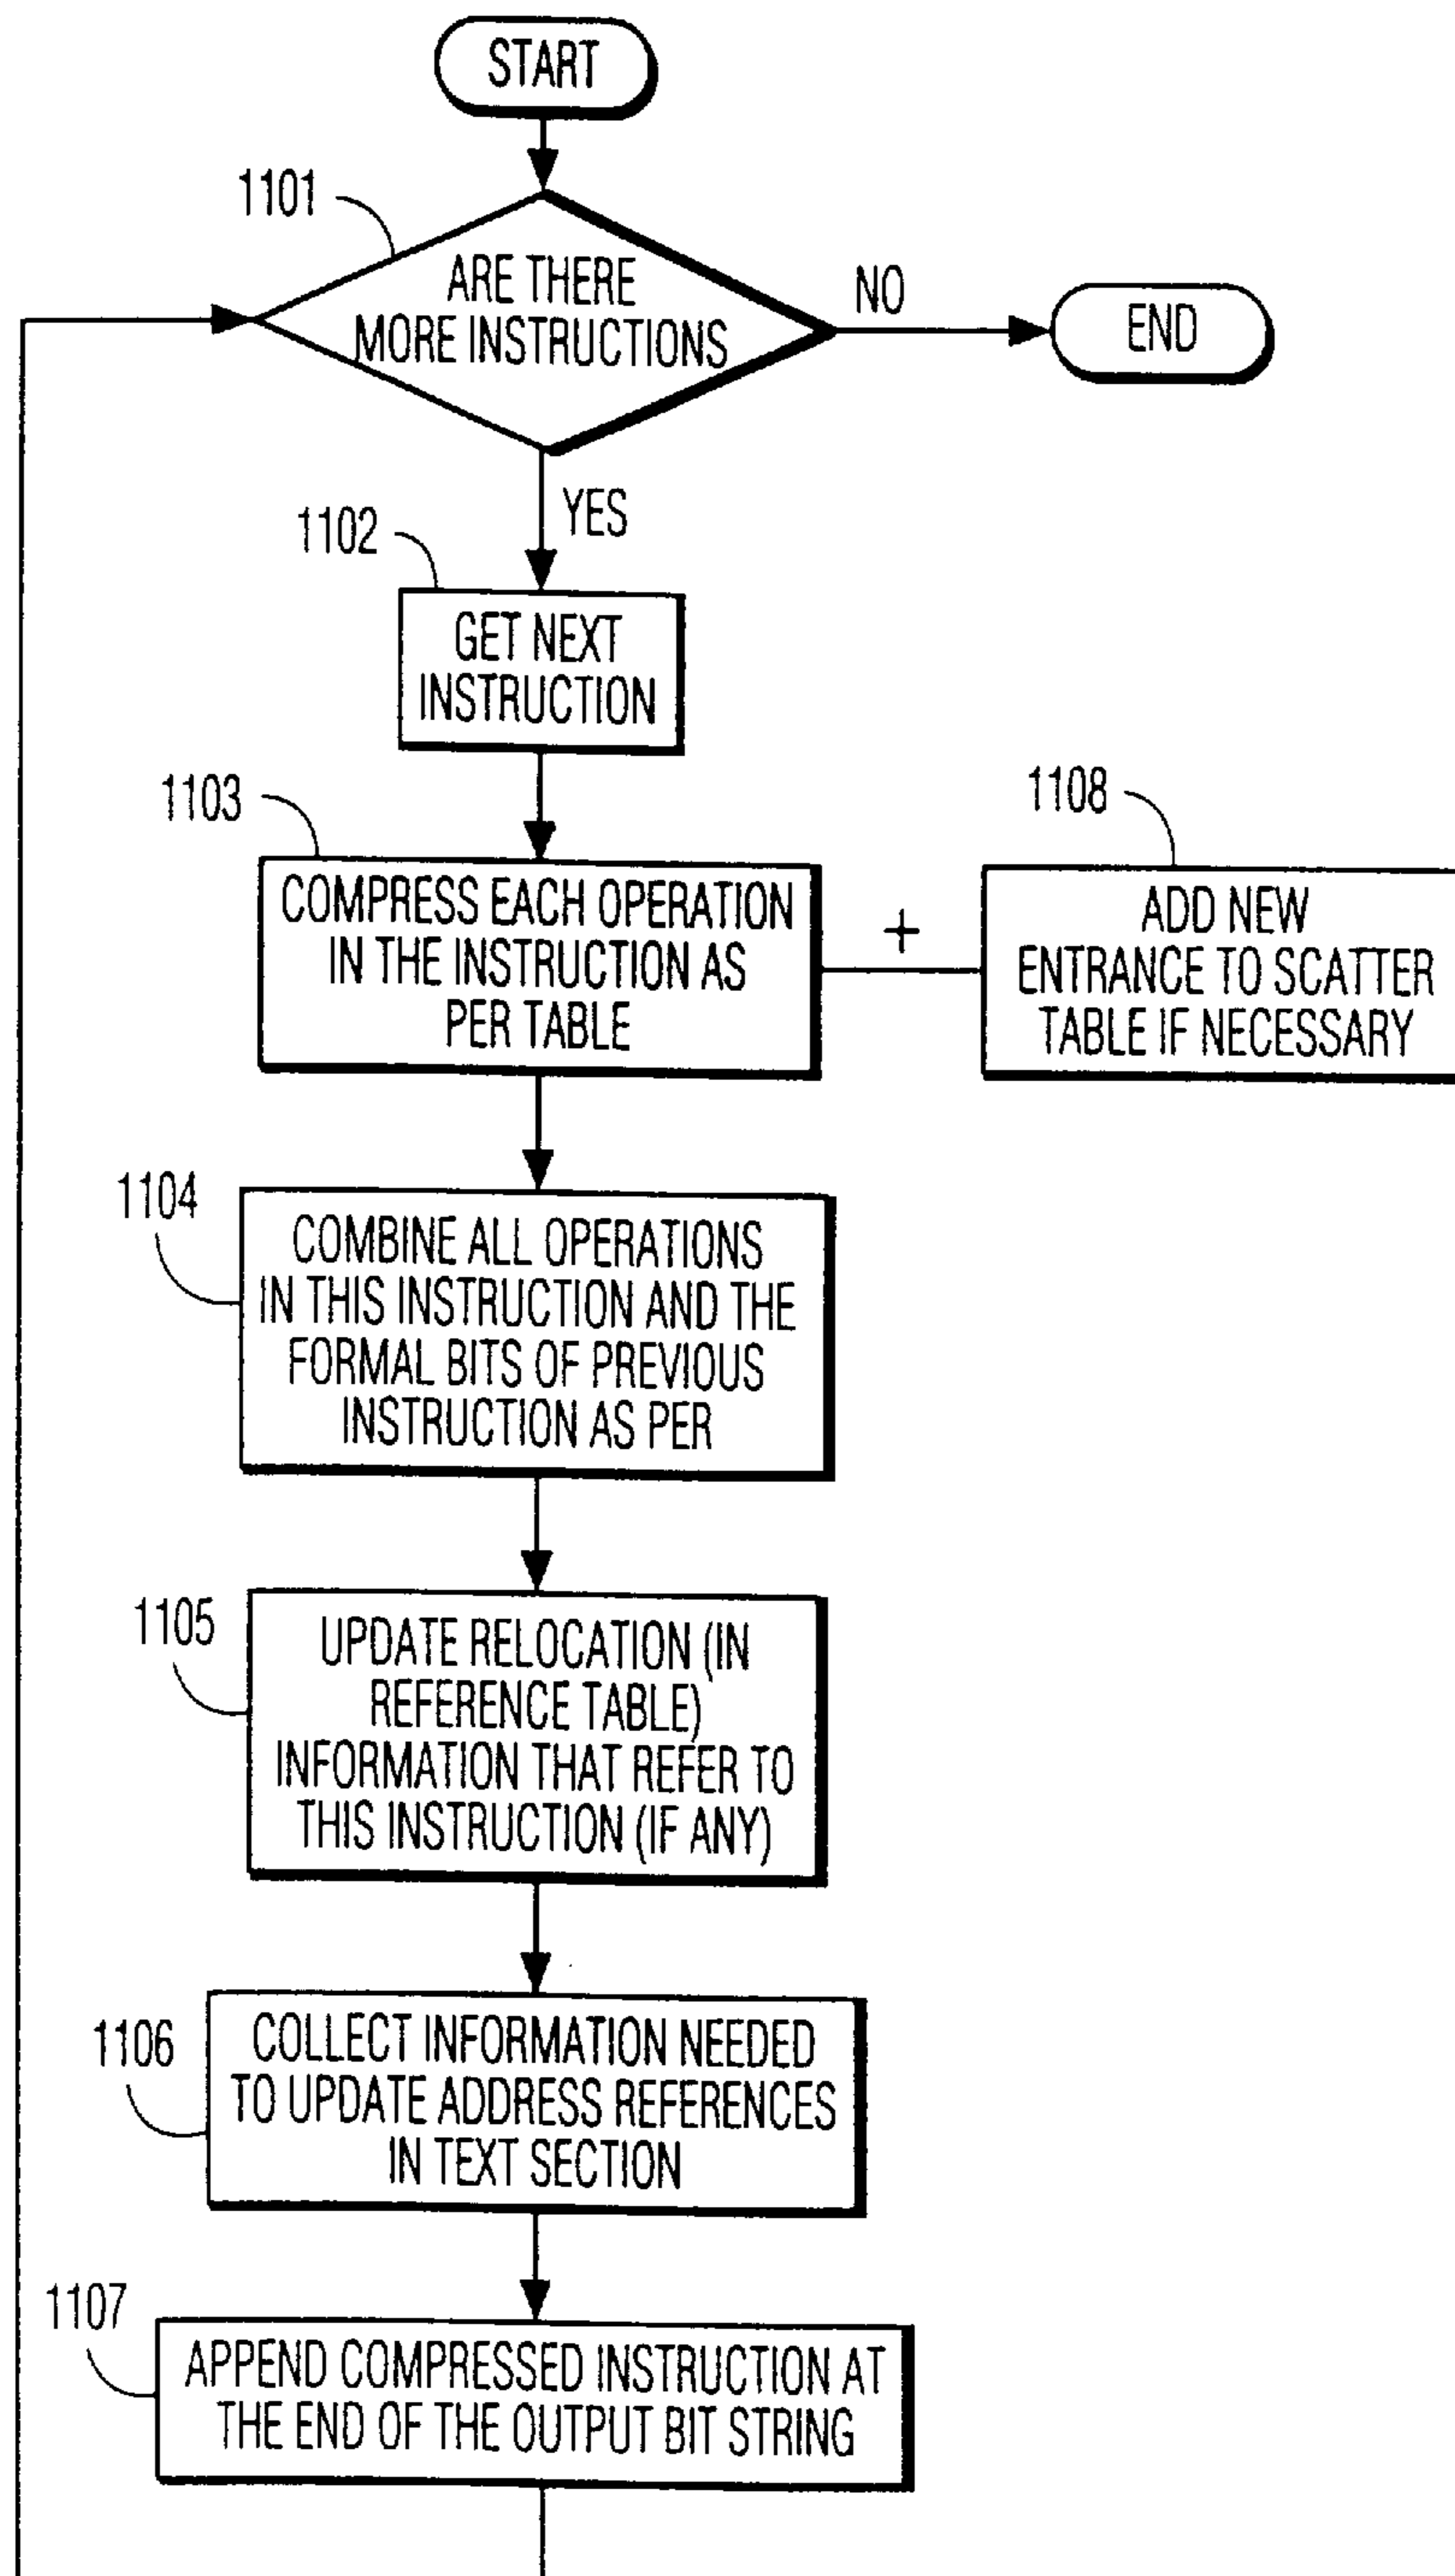 START
1101
ARE THERE
MORE INSTRUCTIONS
NO
END
YES
1102
GET NEXT
INSTRUCTION
1103
COMPRESS EACH OPERATION
IN THE INSTRUCTION AS
PER TABLE
+
1108
ADD NEW
ENTRANCE TO SCATTER
TABLE IF NECESSARY
1104
COMBINE ALL OPERATIONS
IN THIS INSTRUCTION AND THE
FORMAL BITS OF PREVIOUS
INSTRUCTION AS PER
1105
UPDATE RELOCATION (IN
REFERENCE TABLE)
INFORMATION THAT REFER TO
THIS INSTRUCTION (IF ANY)
1106
COLLECT INFORMATION NEEDED
TO UPDATE ADDRESS REFERENCES
IN TEXT SECTION
1107
APPEND COMPRESSED INSTRUCTION AT
THE END OF THE OUTPUT BIT STRING